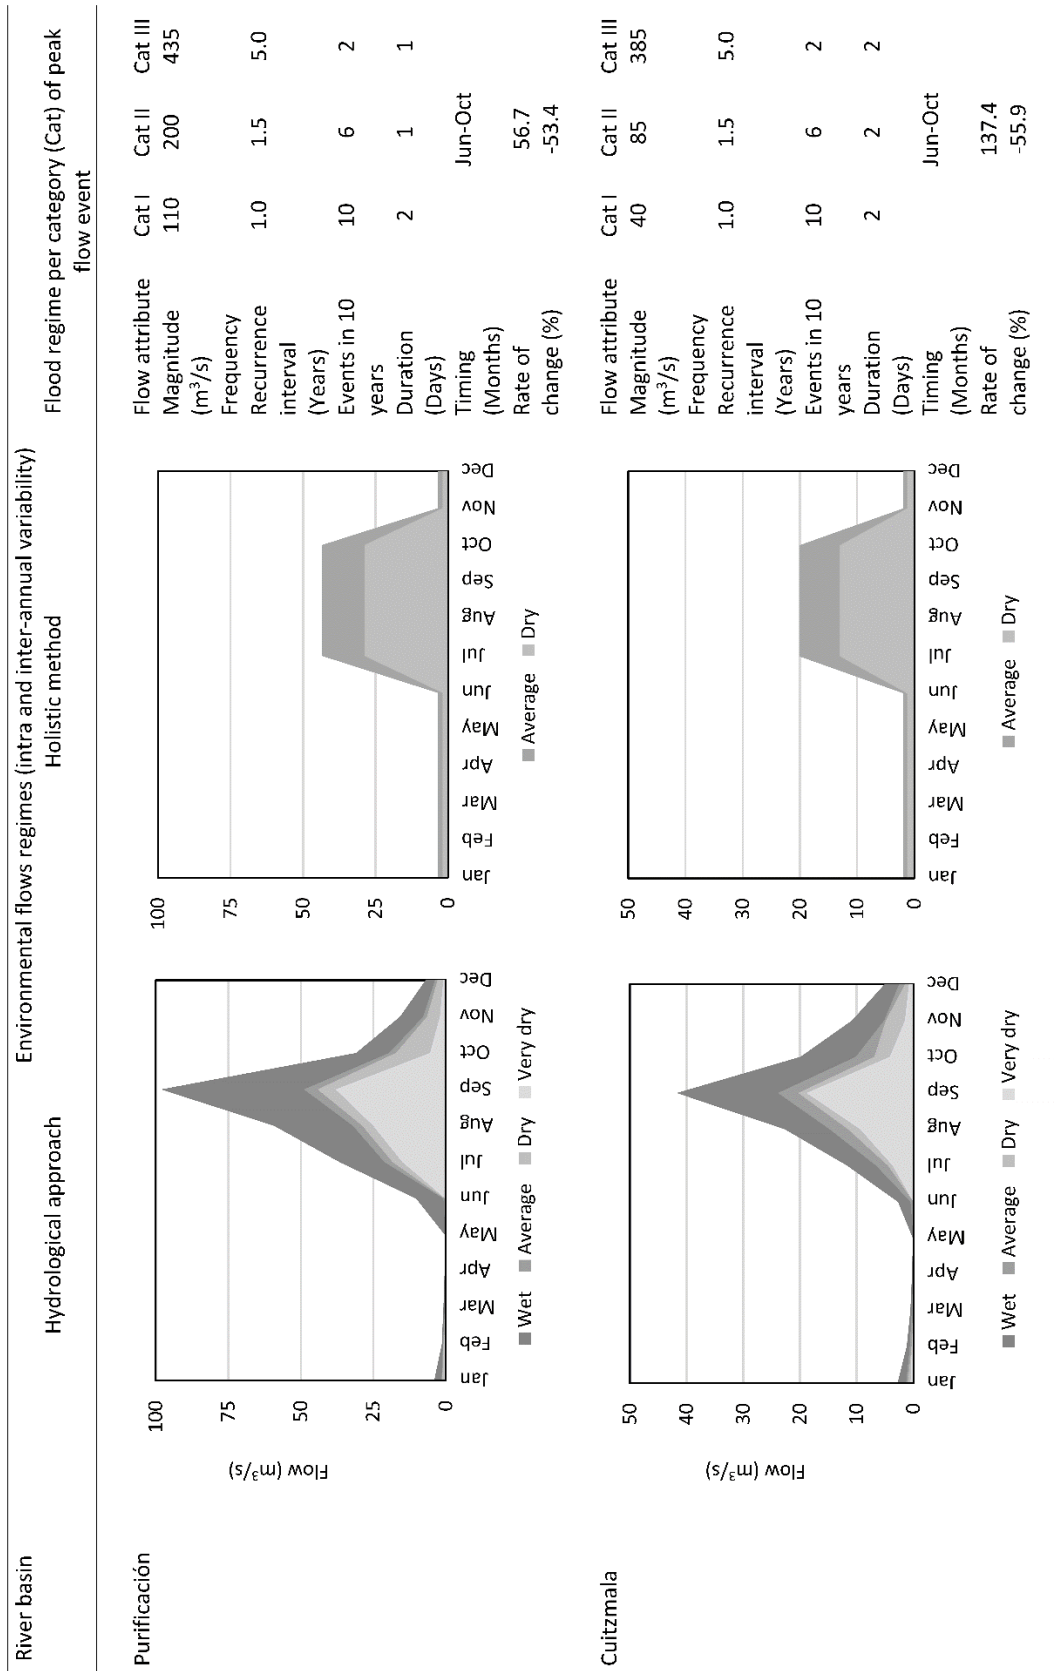 River basin
Environmental flows regimes (intra and inter-annual variability)
Hydrological approach
Holistic method
Flood regime per category (Cat) of peak
flow event
Purificación
Flow (m³/s)
100
75
50
25
0
Jan Feb Mar Apr May Jun Jul Aug Sep Oct Nov Dec
Wet Average Dry Very dry
100
75
50
25
0
Jan Feb Mar Apr May Jun Jul Aug Sep Oct Nov Dec
Average Dry
Flow attribute Cat I Cat II Cat III
Magnitude 110 200 435
(m³/s)
Frequency
Recurrence 1.0 1.5 5.0
interval
(Years)
Events in 10 10 6 2
years
Duration 2 1 1
(Days)
Timing Jun-Oct
(Months)
Rate of 56.7
change (%) -53.4
Cuitzmala
Flow (m³/s)
50
40
30
20
10
0
Jan Feb Mar Apr May Jun Jul Aug Sep Oct Nov Dec
Wet Average Dry Very dry
50
40
30
20
10
0
Jan Feb Mar Apr May Jun Jul Aug Sep Oct Nov Dec
Average Dry
Flow attribute Cat I Cat II Cat III
Magnitude 40 85 385
(m³/s)
Frequency
Recurrence 1.0 1.5 5.0
interval
(Years)
Events in 10 10 6 2
years
Duration 2 2 2
(Days)
Timing Jun-Oct
(Months)
Rate of 137.4
change (%) -55.9